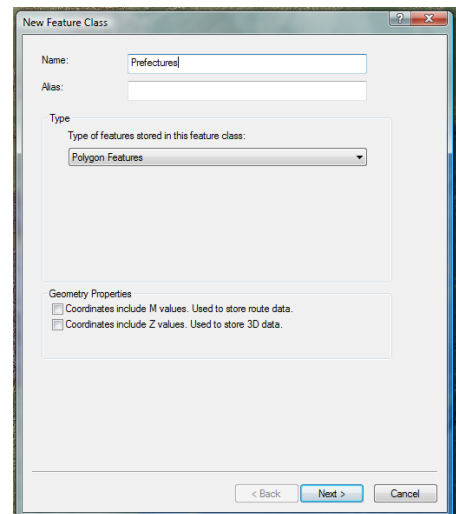 New Feature Class
Name:
Prefectures
Alias:
Type
Type of features stored in this feature class:
Polygon Features
Geometry Properties
Coordinates include M values. Used to store route data.
Coordinates include Z values. Used to store 3D data.
< Back Next > Cancel